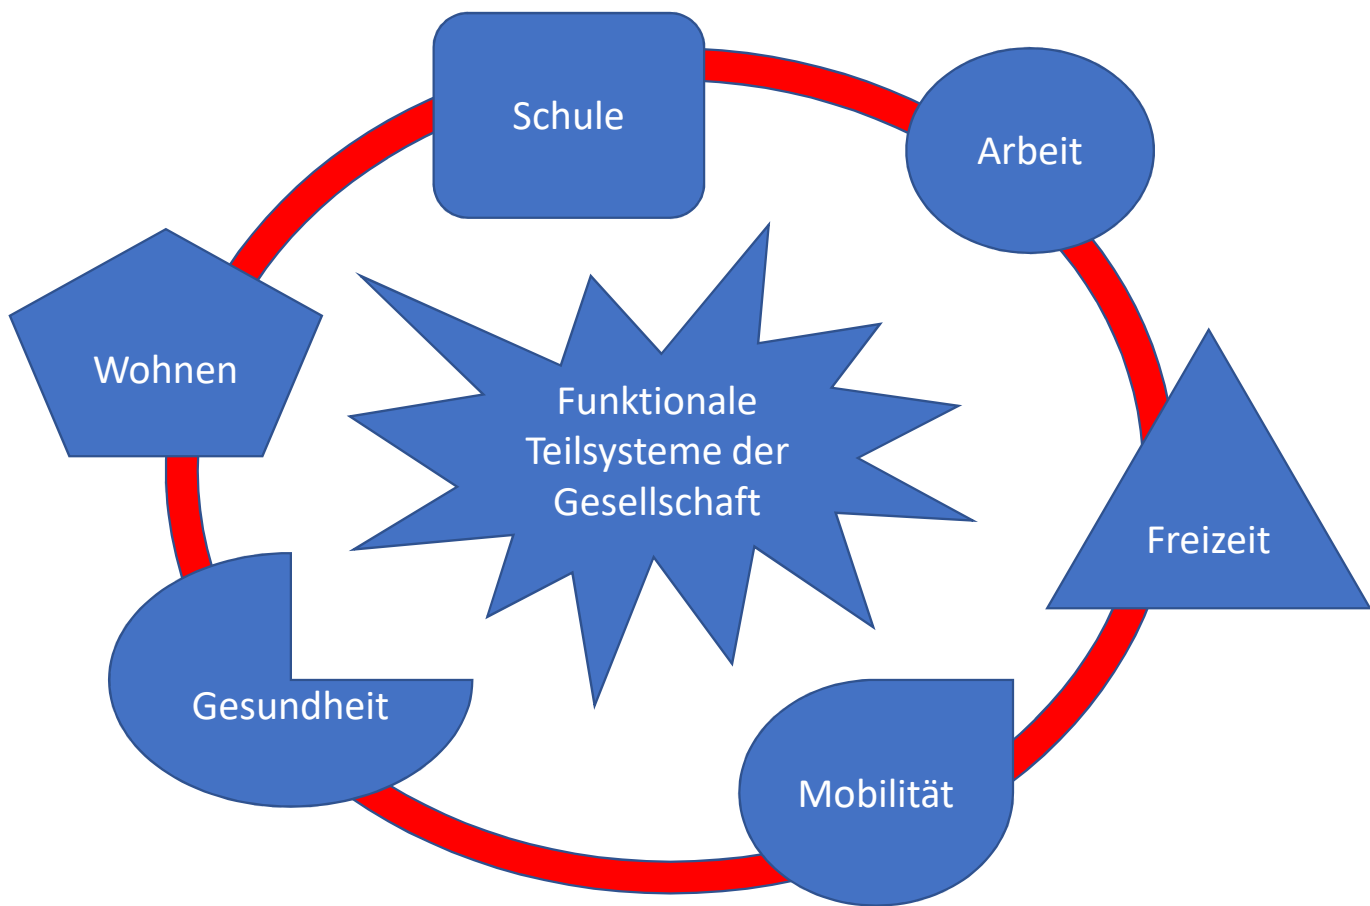 Schule
Arbeit
Wohnen
Funktionale
Teilsysteme der
Gesellschaft
Freizeit
Gesundheit
Mobilität